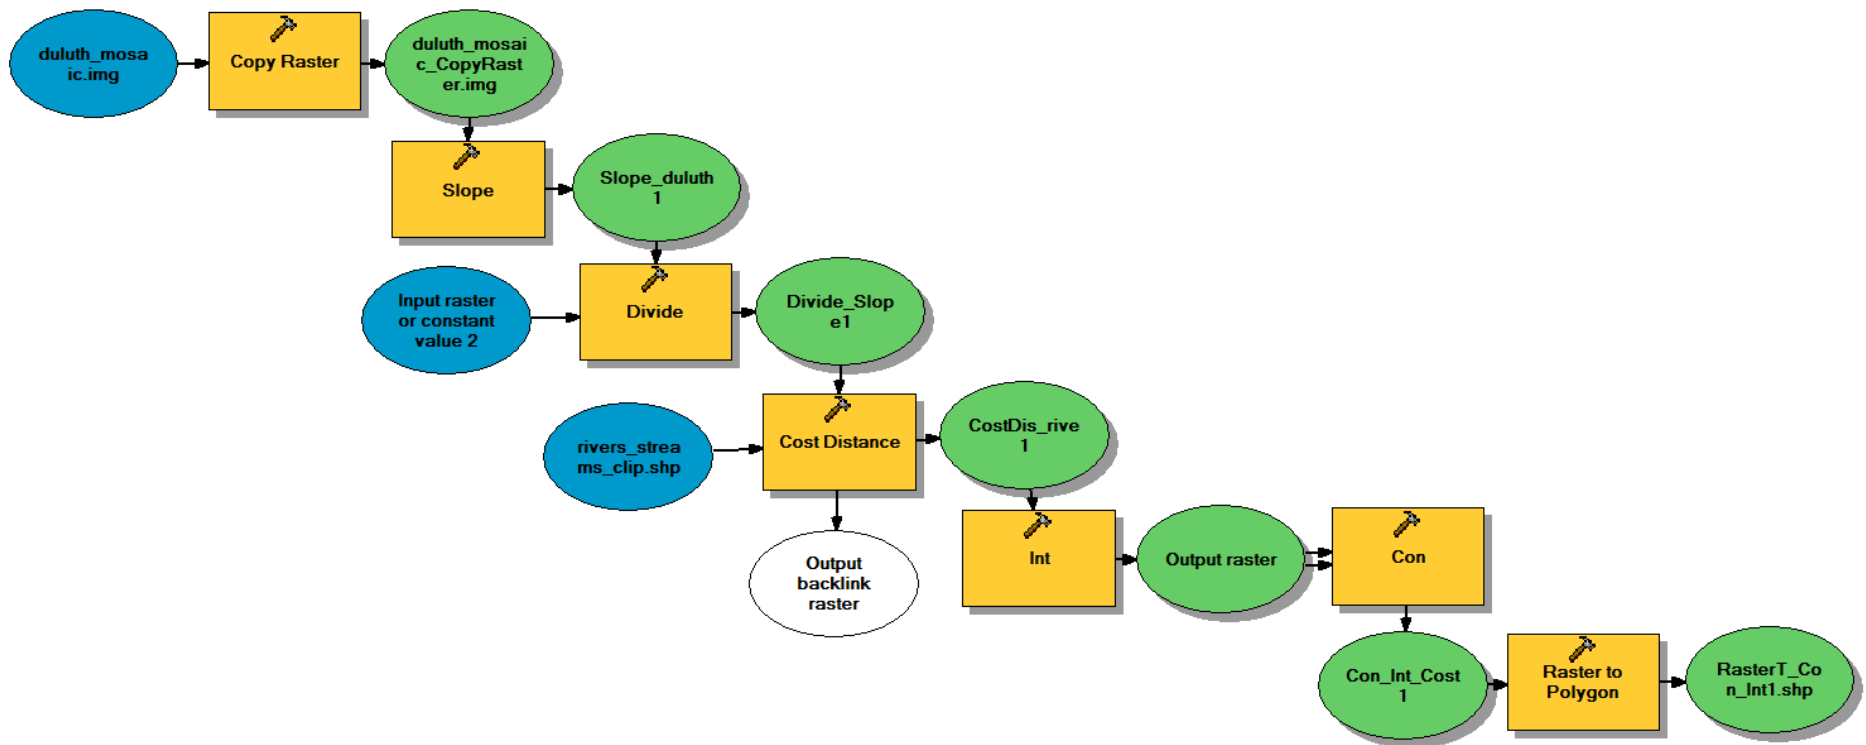 duluth_mosa
ic.img
Copy Raster
duluth_mosai
c_CopyRast
er.img
Slope
Slope_duluth
1
Input raster
or constant
value 2
Divide
Divide_Slop
e1
rivers_strea
ms_clip.shp
Cost Distance
CostDis_rive
1
Output
backlink
raster
Int
Output raster
Con
Con_Int_Cost
1
Raster to
Polygon
RasterT_Co
n_Int1.shp